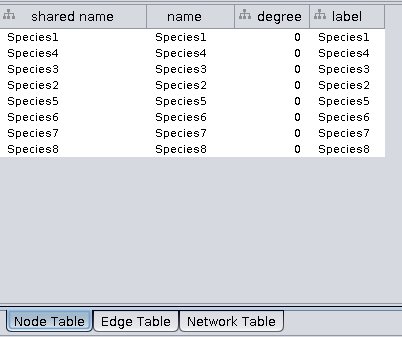 shared name name degree label
Species1 Species1 0 Species1
Species4 Species4 0 Species4
Species3 Species3 0 Species3
Species2 Species2 0 Species2
Species5 Species5 0 Species5
Species6 Species6 0 Species6
Species7 Species7 0 Species7
Species8 Species8 0 Species8
Node Table Edge Table Network Table